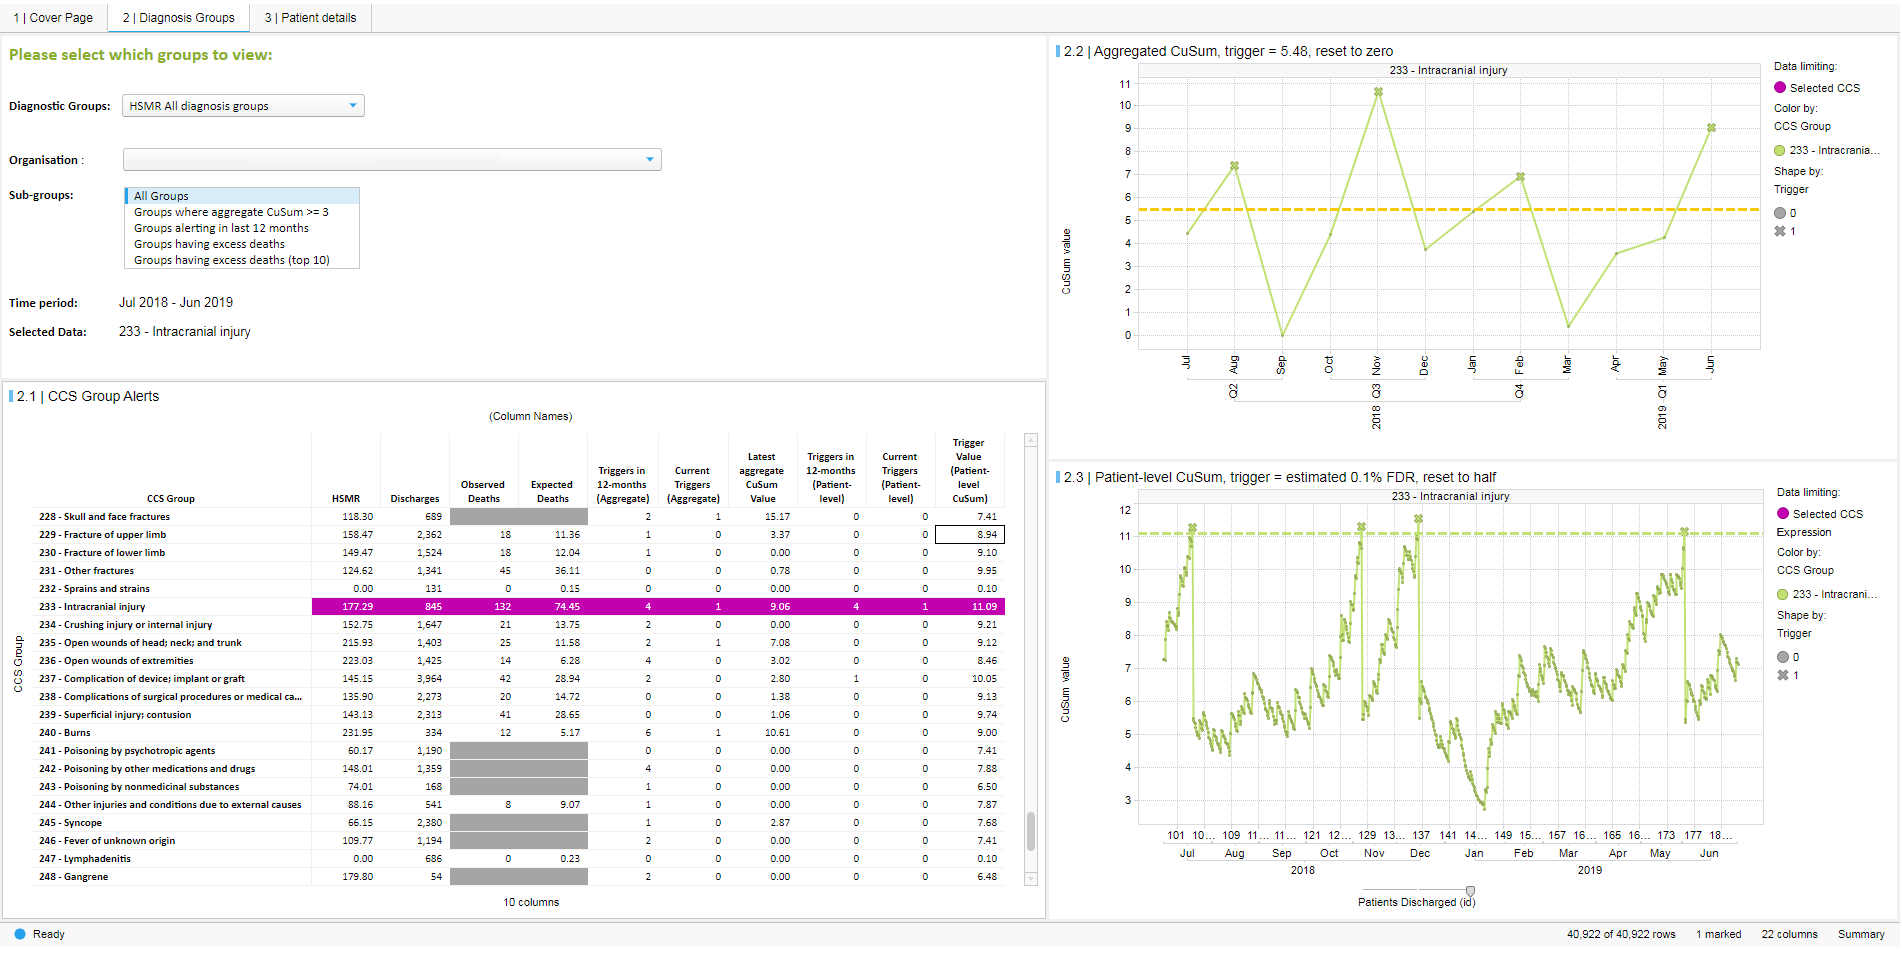 1 | Cover Page
2 | Diagnosis Groups
3 | Patient details
Please select which groups to view:
Diagnostic Groups:
HSMR All diagnosis groups
Organisation :
Sub-groups:
All Groups
Groups where aggregate CuSum >= 3
Groups alerting in last 12 months
Groups having excess deaths
Groups having excess deaths (top 10)
Time period: Jul 2018 - Jun 2019
Selected Data: 233 - Intracranial injury
2.1 | CCS Group Alerts
(Column Names)
CCS Group
CCS Group
HSMR
Discharges
Observed Deaths
Expected Deaths
Triggers in 12-months (Aggregate)
Current Triggers (Aggregate)
Latest aggregate CuSum Value
Triggers in 12-months (Patient-level)
Current Triggers (Patient-level)
Trigger Value (Patient-level CuSum)
228 - Skull and face fractures 118.30 689 2 1 15.17 0 0 7.41
229 - Fracture of upper limb 158.47 2,362 18 11.36 1 0 3.37 0 0 8.94
230 - Fracture of lower limb 149.47 1,524 18 12.04 1 0 0.00 0 0 9.10
231 - Other fractures 124.62 1,341 45 36.11 0 0 0.78 0 0 9.95
232 - Sprains and strains 0.00 131 0 0.15 0 0 0.00 0 0 0.10
233 - Intracranial injury 177.29 845 132 74.45 4 1 9.06 4 1 11.09
234 - Crushing injury or internal injury 152.75 1,647 21 13.75 2 0 0.00 0 0 9.21
235 - Open wounds of head; neck; and trunk 215.93 1,403 25 11.58 2 1 7.08 0 0 9.12
236 - Open wounds of extremities 223.03 1,425 14 6.28 4 0 3.02 0 0 8.46
237 - Complication of device; implant or graft 145.15 3,964 42 28.94 2 0 2.80 1 0 10.05
238 - Complications of surgical procedures or medical ca... 135.90 2,273 20 14.72 0 0 1.38 0 0 9.13
239 - Superficial injury; contusion 143.13 2,313 41 28.65 0 0 1.06 0 0 9.74
240 - Burns 231.95 334 12 5.17 6 1 10.61 0 0 9.00
241 - Poisoning by psychotropic agents 60.17 1,190 0 0 0.00 0 0 7.41
242 - Poisoning by other medications and drugs 148.01 1,359 4 0 0.00 0 0 7.88
243 - Poisoning by nonmedicinal substances 74.01 168 1 0 0.00 0 0 6.50
244 - Other injuries and conditions due to external causes 88.16 541 8 9.07 1 0 0.00 0 0 7.87
245 - Syncope 66.15 2,380 1 0 2.87 0 0 7.68
246 - Fever of unknown origin 109.77 1,194 2 0 0.00 0 0 7.41
247 - Lymphadenitis 0.00 686 0 0.23 0 0 0.00 0 0 0.10
248 - Gangrene 179.80 54 2 0 0.00 0 0 6.48
10 columns
2.2 | Aggregated CuSum, trigger = 5.48, reset to zero
233 - Intracranial injury
CuSum value
11
10
9
8
7
6
5
4
3
2
1
0
Jul
Aug
Sep
Oct
Nov
Dec
Jan
Feb
Mar
Apr
May
Jun
Q2
Q3
Q4
Q1
2018
2019
Data limiting:
Selected CCS
Color by:
CCS Group
233 - Intracrania...
Shape by:
Trigger
0
1
2.3 | Patient-level CuSum, trigger = estimated 0.1% FDR, reset to half
233 - Intracranial injury
CuSum value
12
11
10
9
8
7
6
5
4
3
101 10... 109 11... 11... 121 12... 129 13... 137 141 14... 149 15... 157 16... 165 16... 173 177 18...
Jul Aug Sep Oct Nov Dec Jan Feb Mar Apr May Jun
2018 2019
Patients Discharged (id)
Data limiting:
Selected CCS
Expression
Color by:
CCS Group
233 - Intracrani...
Shape by:
Trigger
0
1
Ready
40,922 of 40,922 rows
1 marked
22 columns
Summary